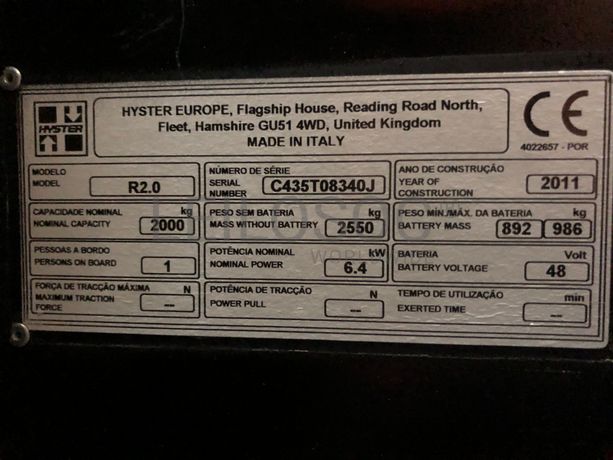 HYSTER
HYSTER EUROPE, Flagship House, Reading Road North,
Fleet, Hamshire GU51 4WD, United Kingdom
MADE IN ITALY
CE
4022657 - POR
MODELO
MODEL
R2.0
NÚMERO DE SÉRIE
SERIAL
NUMBER
C435T08340J
ANO DE CONSTRUÇÃO
YEAR OF
CONSTRUCTION
2011
CAPACIDADE NOMINAL kg
NOMINAL CAPACITY
2000
PESO SEM BATERIA kg
MASS WITHOUT BATTERY
2550
PESO MIN./MÁX. DA BATERIA kg
BATTERY MASS
892 986
PESSOAS A BORDO
PERSONS ON BOARD
1
POTÊNCIA NOMINAL kW
NOMINAL POWER
6.4
BATERIA Volt
BATTERY VOLTAGE
48
FORÇA DE TRACÇÃO MÁXIMA N
MAXIMUM TRACTION
FORCE
--
POTÊNCIA DE TRACÇÃO N
POWER PULL
--
TEMPO DE UTILIZAÇÃO min
EXERTED TIME
--